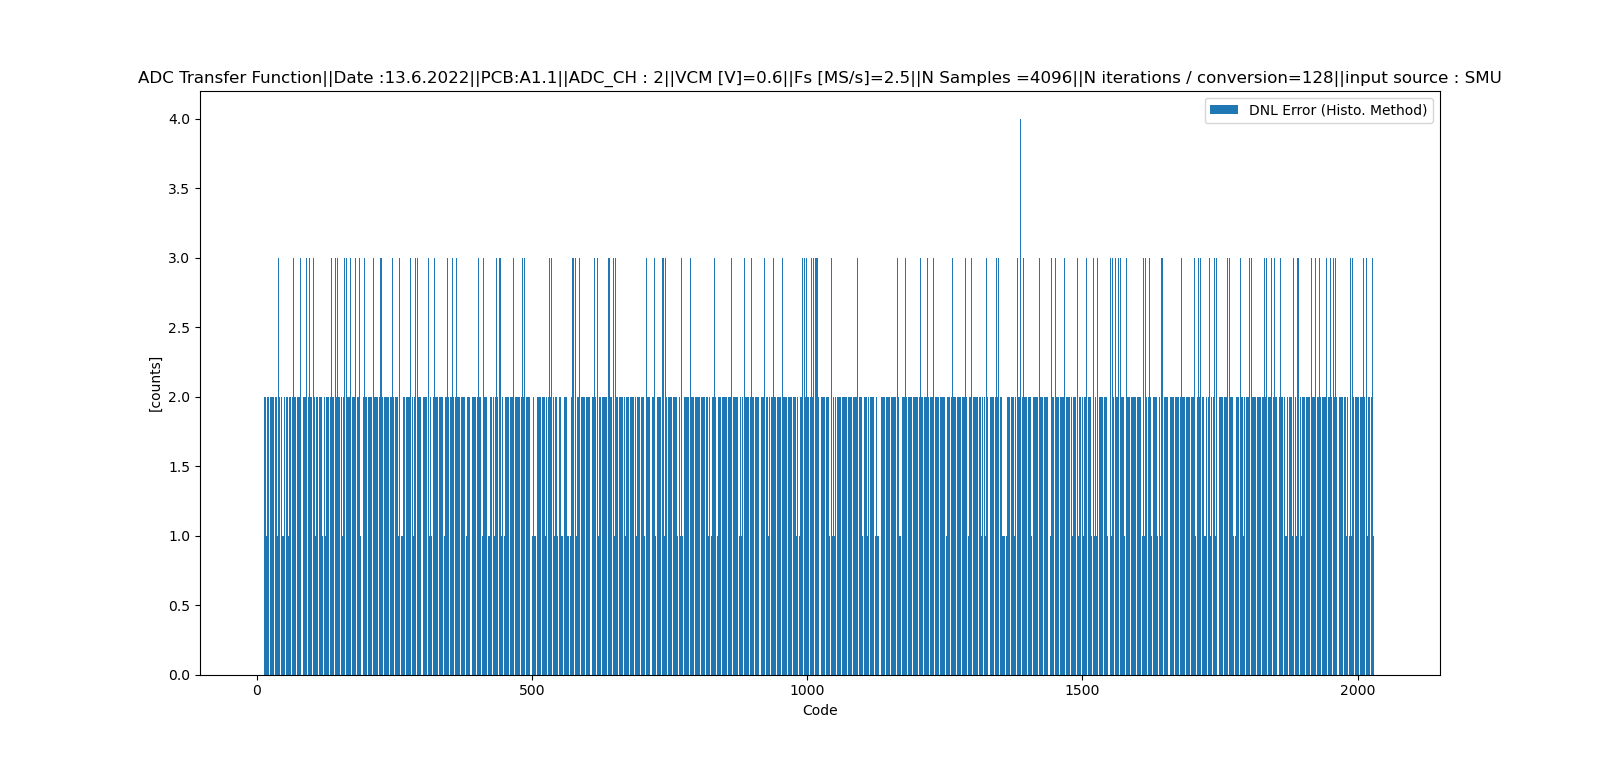 ADC Transfer Function||Date :13.6.2022||PCB:A1.1||ADC_CH : 2||VCM [V]=0.6||Fs [MS/s]=2.5||N Samples =4096||N iterations / conversion=128||input source : SMU
DNL Error (Histo. Method)
4.0
3.5
3.0
2.5
2.0
1.5
1.0
0.5
0.0
[counts]
0 500 1000 1500 2000
Code